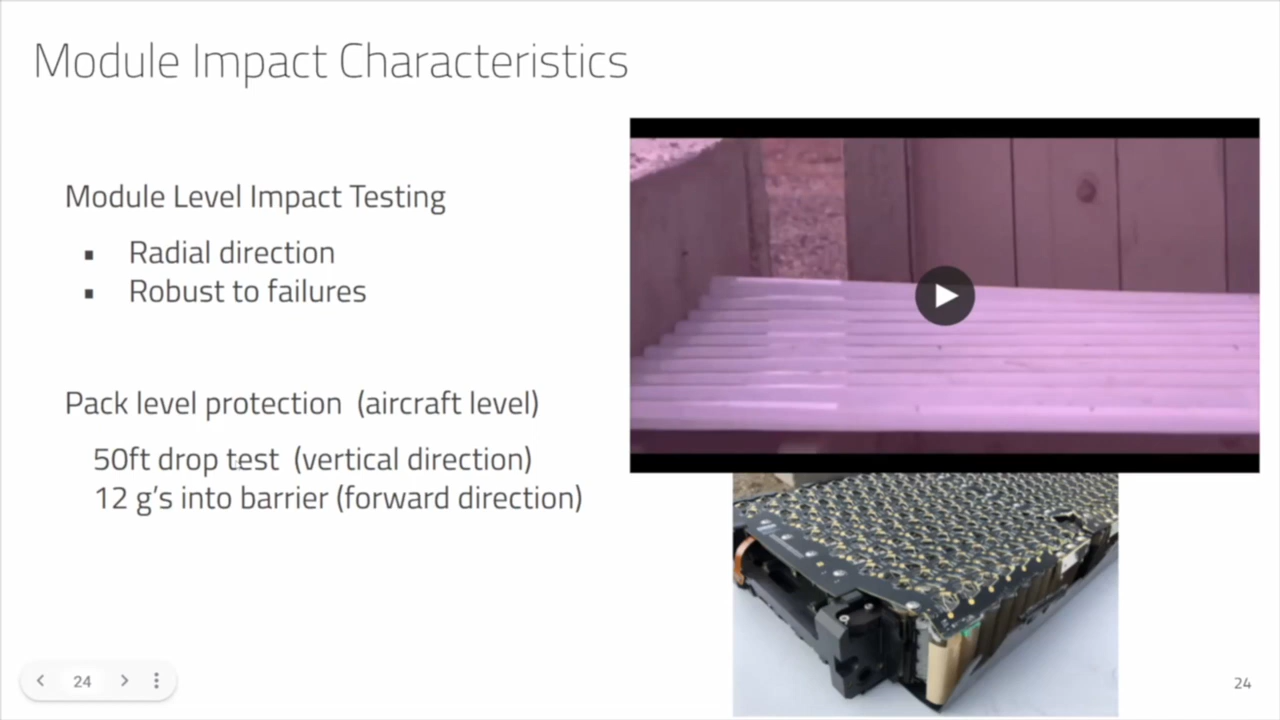 Module Impact Characteristics
Module Level Impact Testing
▪ Radial direction
▪ Robust to failures
Pack level protection (aircraft level)
50ft drop test (vertical direction)
12 g's into barrier (forward direction)
24
24